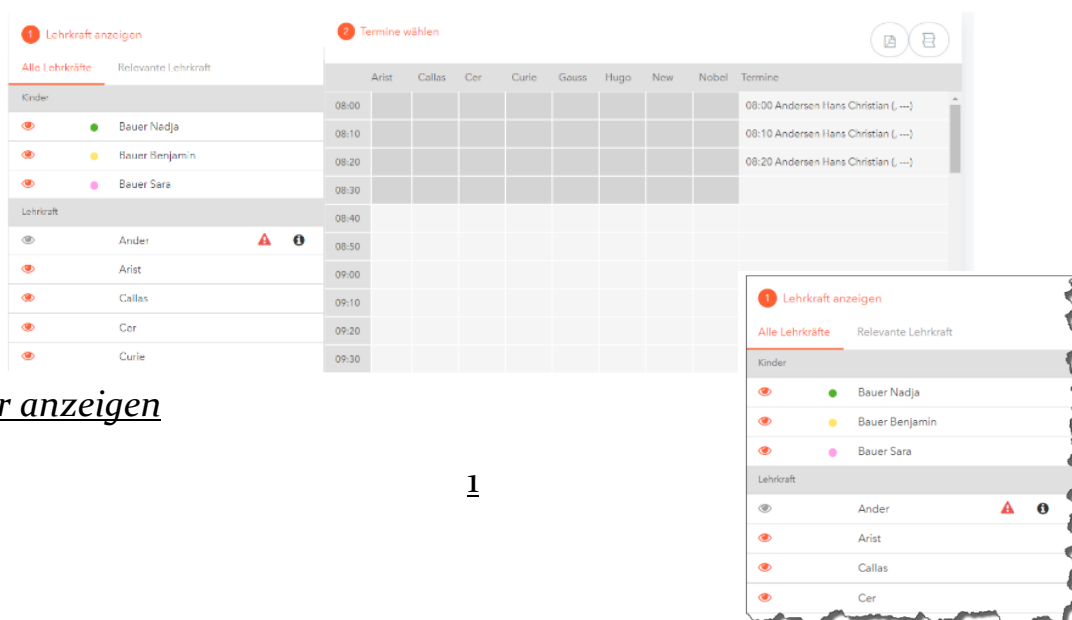 1 Lehrkraft anzeigen
Alle Lehrkräfte Relevante Lehrkraft
Kinder
Bauer Nadja
Bauer Benjamin
Bauer Sara
Lehrkraft
Ander
Arist
Callas
Cer
Curie
2 Termine wählen
Arist Callas Cer Curie Gauss Hugo New Nobel Termine
08:00 08:00 Andersen Hans Christian (, ---)
08:10 08:10 Andersen Hans Christian (, ---)
08:20 08:20 Andersen Hans Christian (, ---)
08:30
08:40
08:50
09:00
09:10
09:20
09:30
r anzeigen
1
1 Lehrkraft anzeigen
Alle Lehrkräfte Relevante Lehrkraft
Kinder
Bauer Nadja
Bauer Benjamin
Bauer Sara
Lehrkraft
Ander
Arist
Callas
Cer